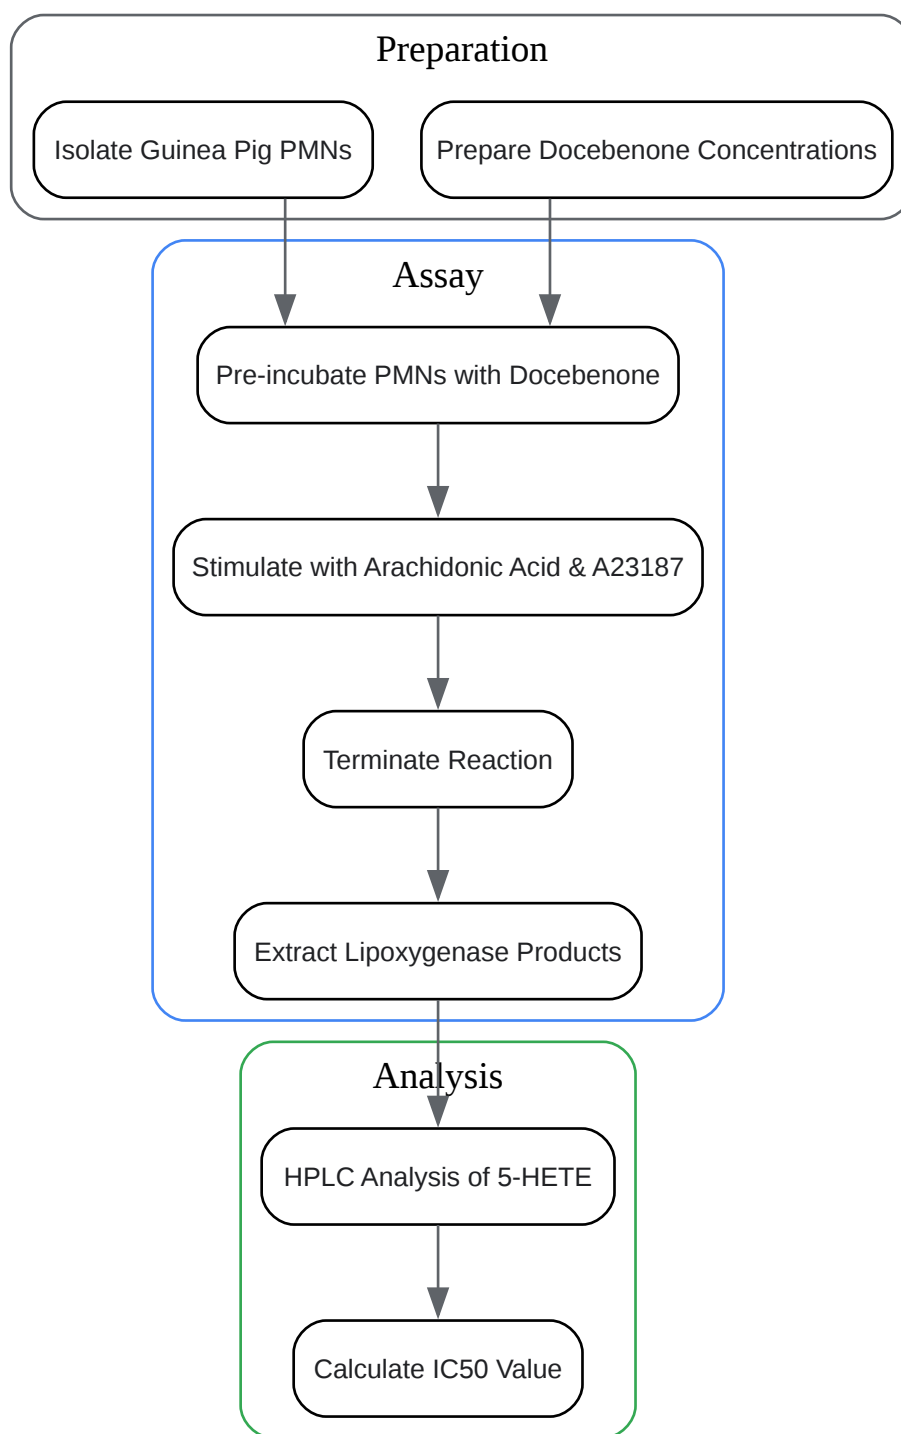 Preparation
Isolate Guinea Pig PMNs
Prepare Docebenone Concentrations
Assay
Pre-incubate PMNs with Docebenone
Stimulate with Arachidonic Acid & A23187
Terminate Reaction
Extract Lipoxygenase Products
Analysis
HPLC Analysis of 5-HETE
Calculate IC50 Value